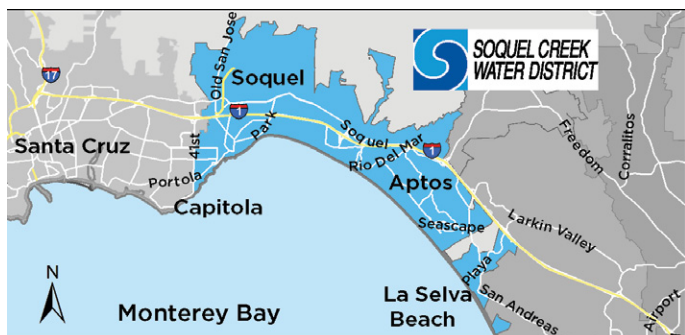 SOQUEL CREEK
WATER DISTRICT
17
Old San Jose
Soquel
1
Santa Cruz
41st
Park
Soquel
Rio Del Mar
1
Freedom
Corralitos
Portola
Capitola
Aptos
Seascape
Larkin Valley
Playa
N
Monterey Bay
La Selva
Beach
San Andreas
Airport